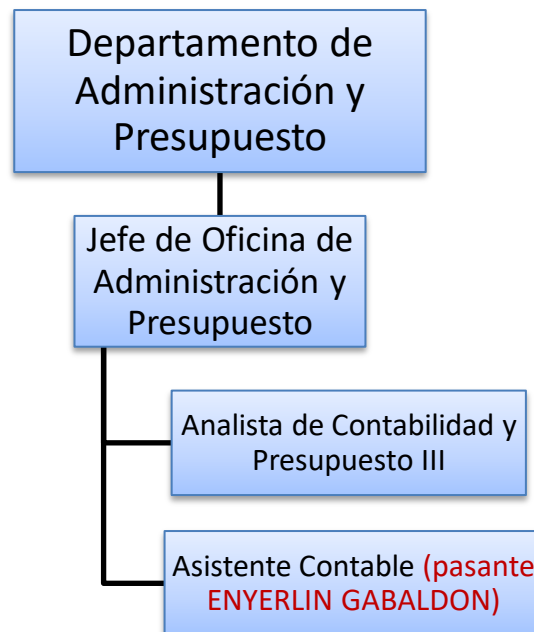 Departamento de
Administración y
Presupuesto
Jefe de Oficina de
Administración y
Presupuesto
Analista de Contabilidad y
Presupuesto III
Asistente Contable (pasante
ENYERLIN GABALDON)